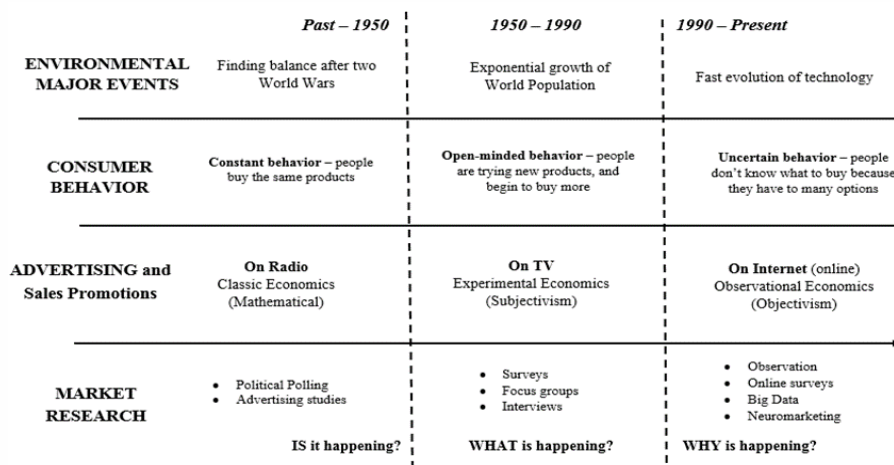 Past – 1950
1950 – 1990
1990 – Present
ENVIRONMENTAL
MAJOR EVENTS
Finding balance after two
World Wars
Exponential growth of
World Population
Fast evolution of technology
CONSUMER
BEHAVIOR
Constant behavior – people
buy the same products
Open-minded behavior – people
are trying new products, and
begin to buy more
Uncertain behavior – people
don't know what to buy because
they have to many options
ADVERTISING and
Sales Promotions
On Radio
Classic Economics
(Mathematical)
On TV
Experimental Economics
(Subjectivism)
On Internet (online)
Observational Economics
(Objectivism)
MARKET
RESEARCH
• Political Polling
• Advertising studies
• Surveys
• Focus groups
• Interviews
• Observation
• Online surveys
• Big Data
• Neuromarketing
IS it happening?
WHAT is happening?
WHY is happening?